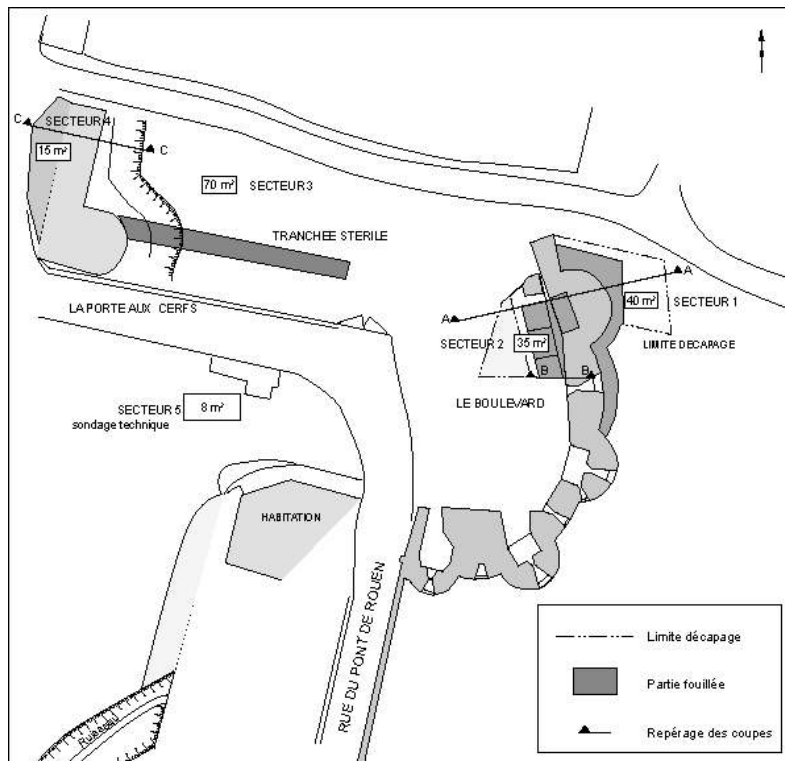 C
SECTEUR 4
C
15 m²
70 m²
SECTEUR 3
TRANCHEE STERILE
A
LA PORTE AUX CERFS
40 m²
SECTEUR 1
A
SECTEUR 2
35 m²
LIMITE DECAPAGE
B
B
LE BOULEVARD
SECTEUR 5
8 m²
sondage technique
HABITATION
RUE DU PONT DE ROUEN
Ruisseau
Limite décapage
Partie fouillée
Repérage des coupes